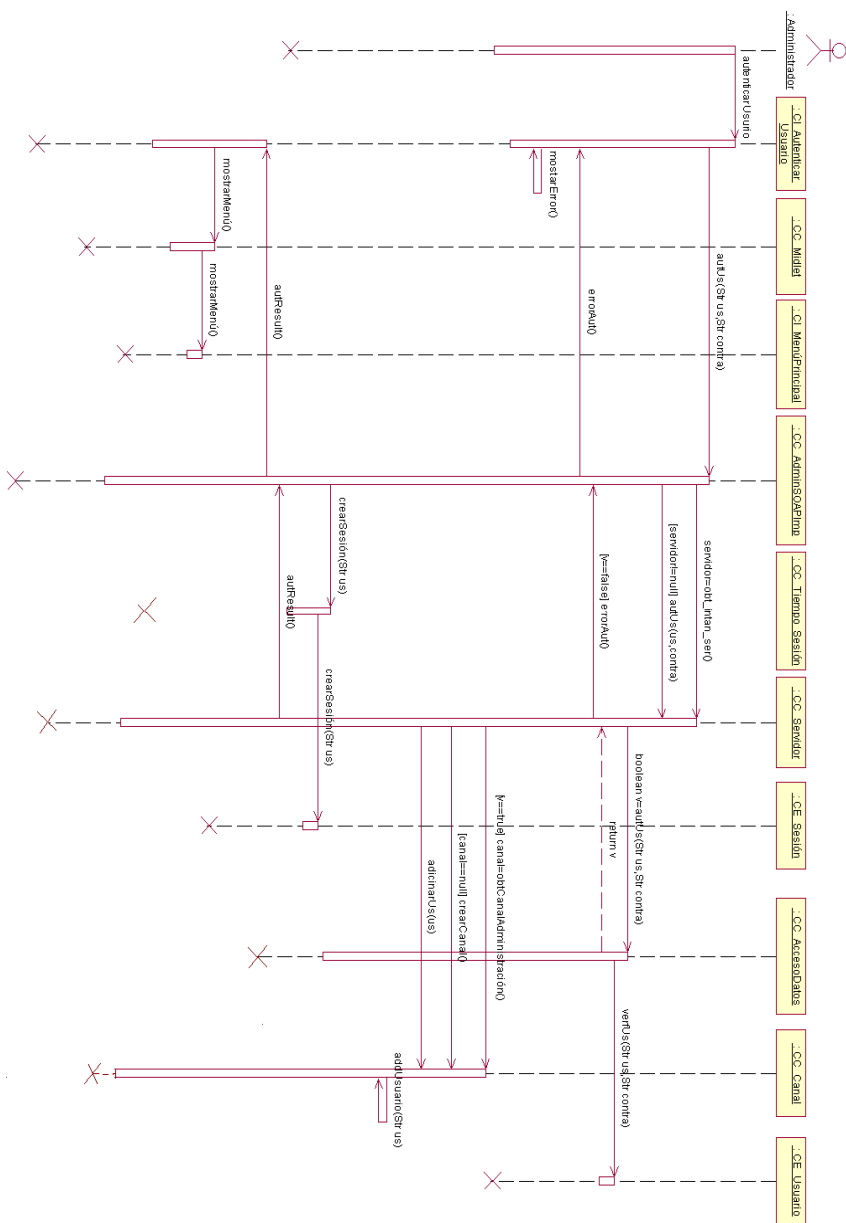 : Administrador
: CI_Autenticar
Usuario
: CC_Midlet
: CI_MenúPrincipal
: CC_AdminSOAPImp
: CC_Tiempo_Sesión
: CC_Servidor
: CE_Sesión
: CC_AccesoDatos
: CC_Canal
: CE_Usuario
autenticarUsurio
autUs(Str us,Str contra)
servidor=obt_intan_ser()
[servidor!=null] autUs(us,contra)
boolean v=autUs(Str us,Str contra)
verifUs(Str us,Str contra)
return v
[v==false] errorAut()
errorAut()
mostarError()
[v==true] canal=obtCanalAdministración()
[canal==null] crearCanal()
adicinarUs(us)
addUsuario(Str us)
crearSesión(Str us)
crearSesión(Str us)
autResult()
autResult()
mostrarMenú()
mostrarMenú()